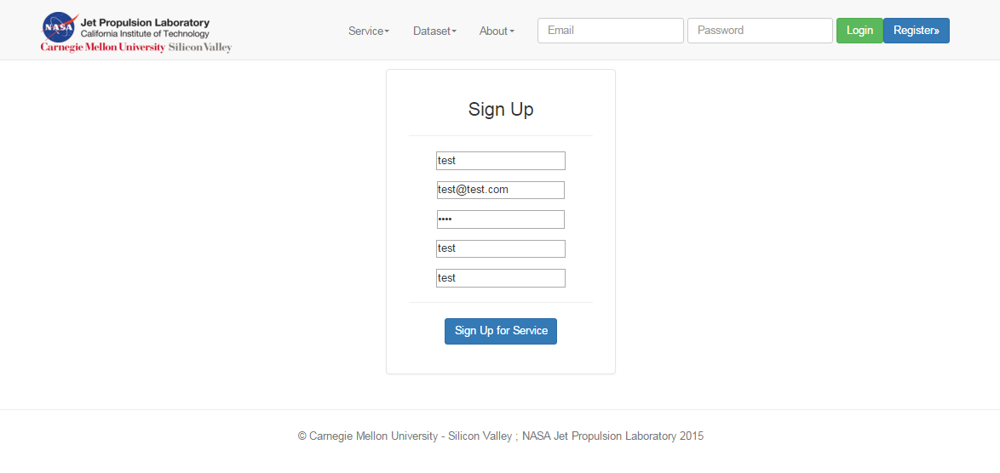 NASA Jet Propulsion Laboratory
California Institute of Technology
Carnegie Mellon University Silicon Valley
Service Dataset About Email Password Login Register»
Sign Up
test
test@test.com
••••
test
test
Sign Up for Service
© Carnegie Mellon University - Silicon Valley ; NASA Jet Propulsion Laboratory 2015